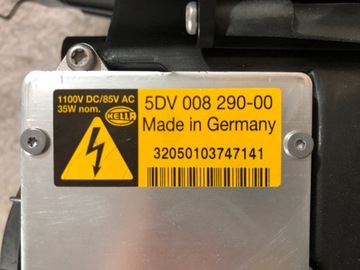 1100V DC/85V AC
35W nom.
HELLA
5DV 008 290-00
Made in Germany
32050103747141